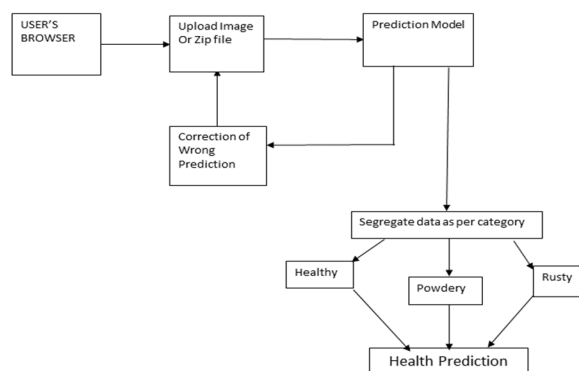 USER'S
BROWSER
Upload Image
Or Zip file
Prediction Model
Correction of
Wrong
Prediction
Segregate data as per category
Healthy
Powdery
Rusty
Health Prediction